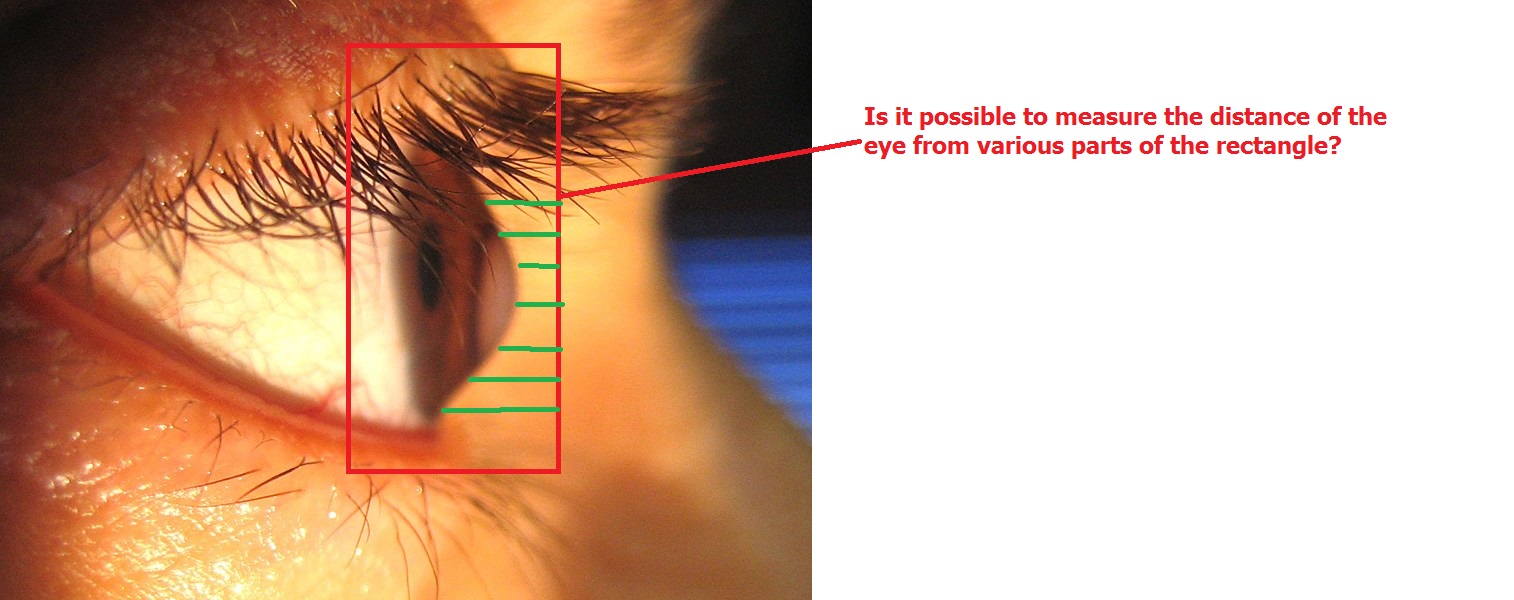 Is it possible to measure the distance of the
eye from various parts of the rectangle?